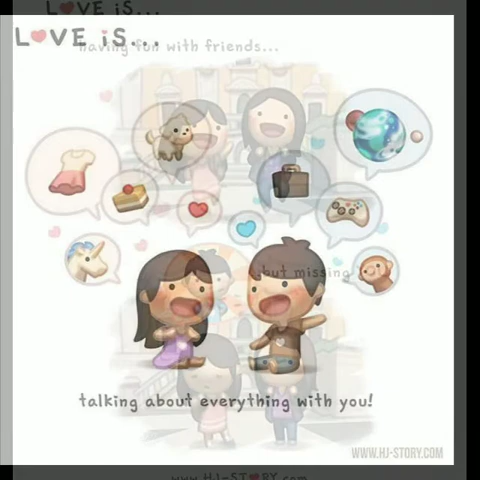 LOVE iS...
LOVE iS...
having fun with friends...
...but missing
talking about everything with you!
WWW.HJ-STORY.COM
www.HJ-STORY.com